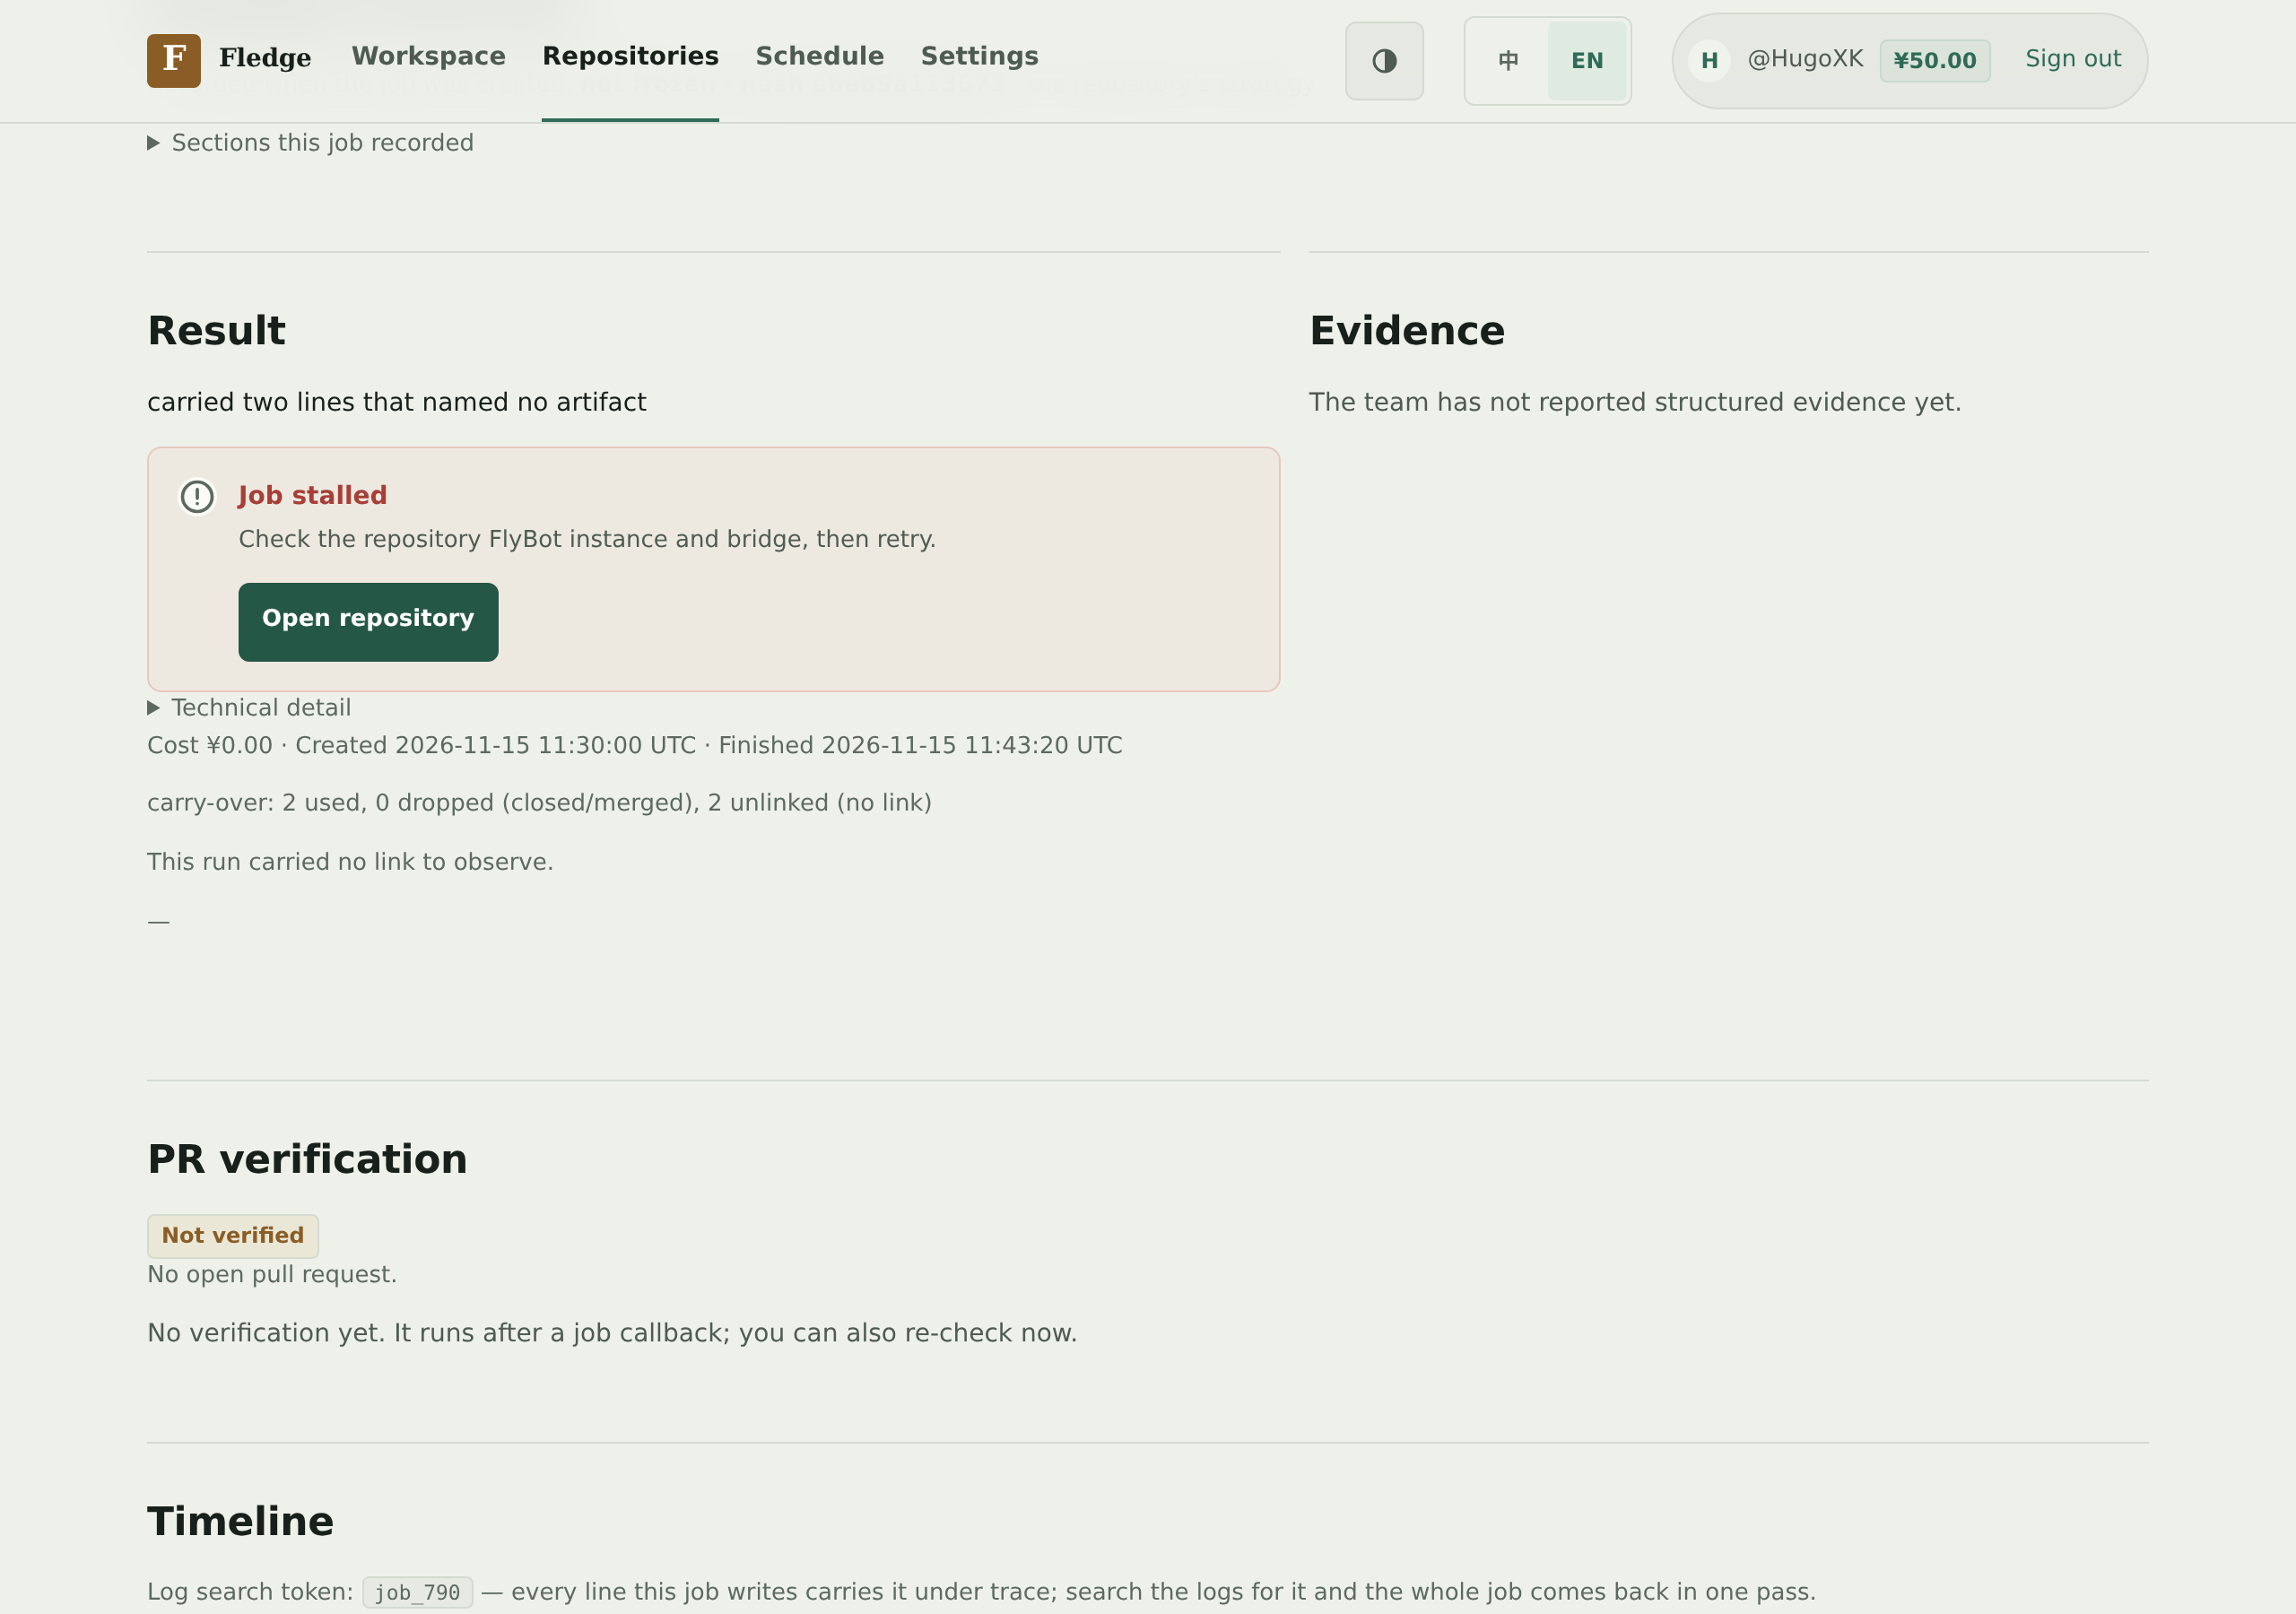 F Fledge Workspace Repositories Schedule Settings 中 EN H @HugoXK ¥50.00 Sign out
Sections this job recorded
Result
carried two lines that named no artifact
Job stalled
Check the repository FlyBot instance and bridge, then retry.
Open repository
Technical detail
Cost ¥0.00 · Created 2026-11-15 11:30:00 UTC · Finished 2026-11-15 11:43:20 UTC
carry-over: 2 used, 0 dropped (closed/merged), 2 unlinked (no link)
This run carried no link to observe.
—
Evidence
The team has not reported structured evidence yet.
PR verification
Not verified
No open pull request.
No verification yet. It runs after a job callback; you can also re-check now.
Timeline
Log search token: job_790 — every line this job writes carries it under trace; search the logs for it and the whole job comes back in one pass.